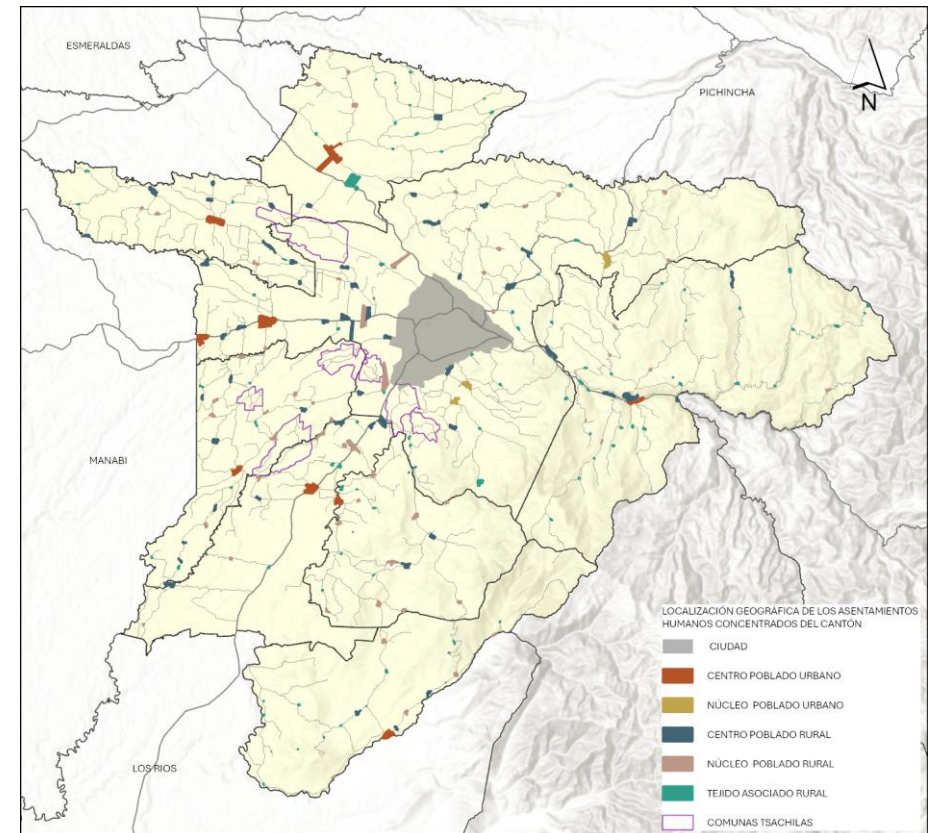 ESMERALDAS
PICHINCHA
N
MANABI
LOS RIOS
LOCALIZACIÓN GEOGRÁFICA DE LOS ASENTAMIENTOS
HUMANOS CONCENTRADOS DEL CANTÓN
CIUDAD
CENTRO POBLADO URBANO
NÚCLEO POBLADO URBANO
CENTRO POBLADO RURAL
NÚCLEO POBLADO RURAL
TEJIDO ASOCIADO RURAL
COMUNAS TSACHILAS